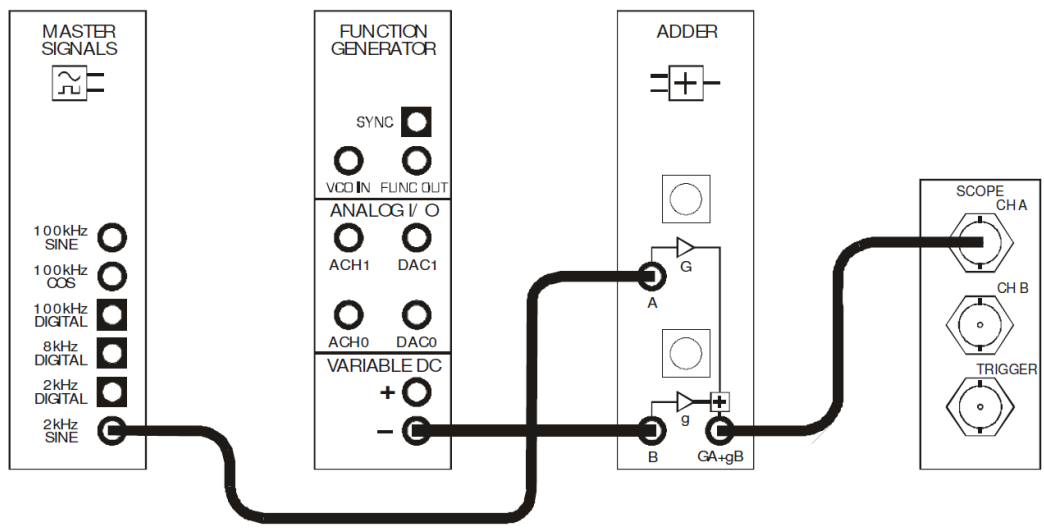 MASTER
SIGNALS
100kHz
SINE
100kHz
COS
100kHz
DIGITAL
8kHz
DIGITAL
2kHz
DIGITAL
2kHz
SINE
FUNCTION
GENERATOR
SYNC
VCO IN FUNC OUT
ANALOG I/ O
ACH1 DAC1
ACH0 DAC0
VARIABLE DC
+
−
ADDER
G
A
g
B GA+gB
SCOPE
CH A
CH B
TRIGGER